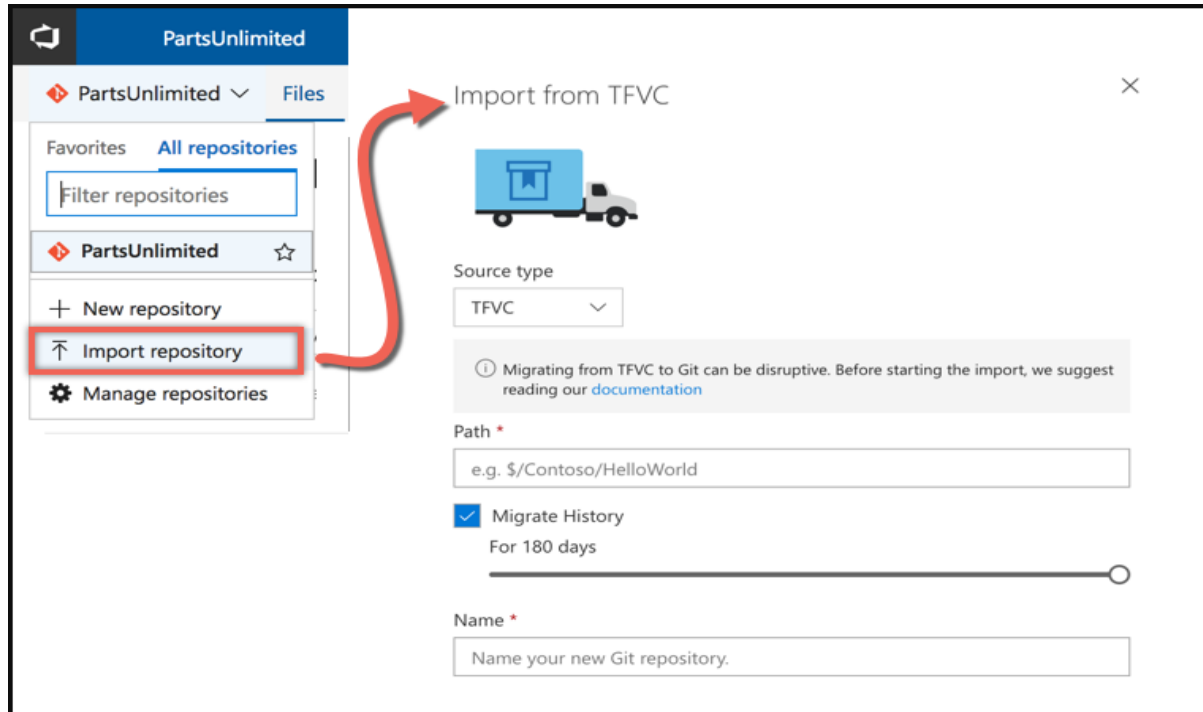 PartsUnlimited
PartsUnlimited Files
Favorites All repositories
Filter repositories
PartsUnlimited
New repository
Import repository
Manage repositories
Import from TFVC
Source type
TFVC
Migrating from TFVC to Git can be disruptive. Before starting the import, we suggest
reading our documentation
Path *
e.g. $/Contoso/HelloWorld
Migrate History
For 180 days
Name *
Name your new Git repository.